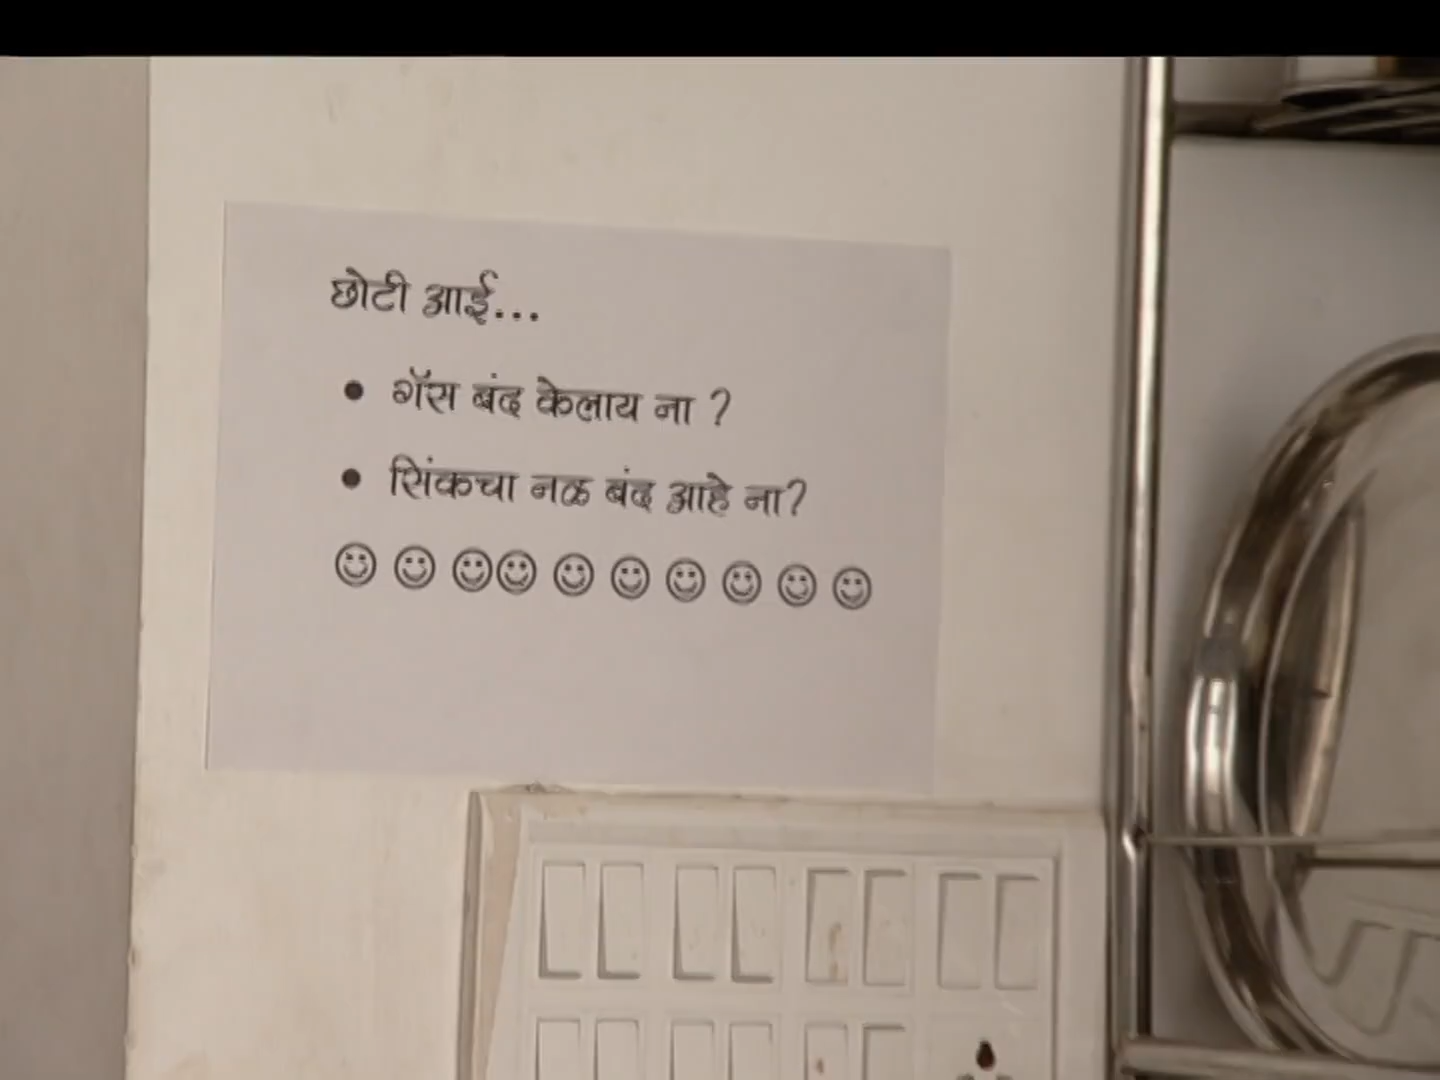 छोटी आई...
• गॅस बंद केलाय ना ?
• सिंकचा नळ बंद आहे ना?
☺ ☺ ☺☺ ☺ ☺ ☺ ☺ ☺ ☺